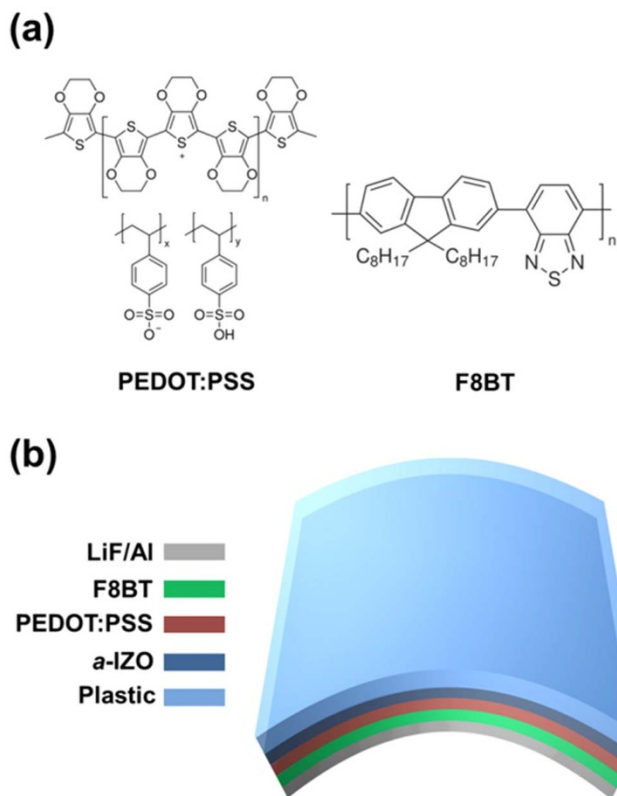 (a)
O O O O O O
S S S S S
+
O O O O
n
x y
O=S=O O=S=O
O⁻ OH
C8H17 C8H17 N N
S
n
PEDOT:PSS F8BT
(b)
LiF/Al
F8BT
PEDOT:PSS
a-IZO
Plastic